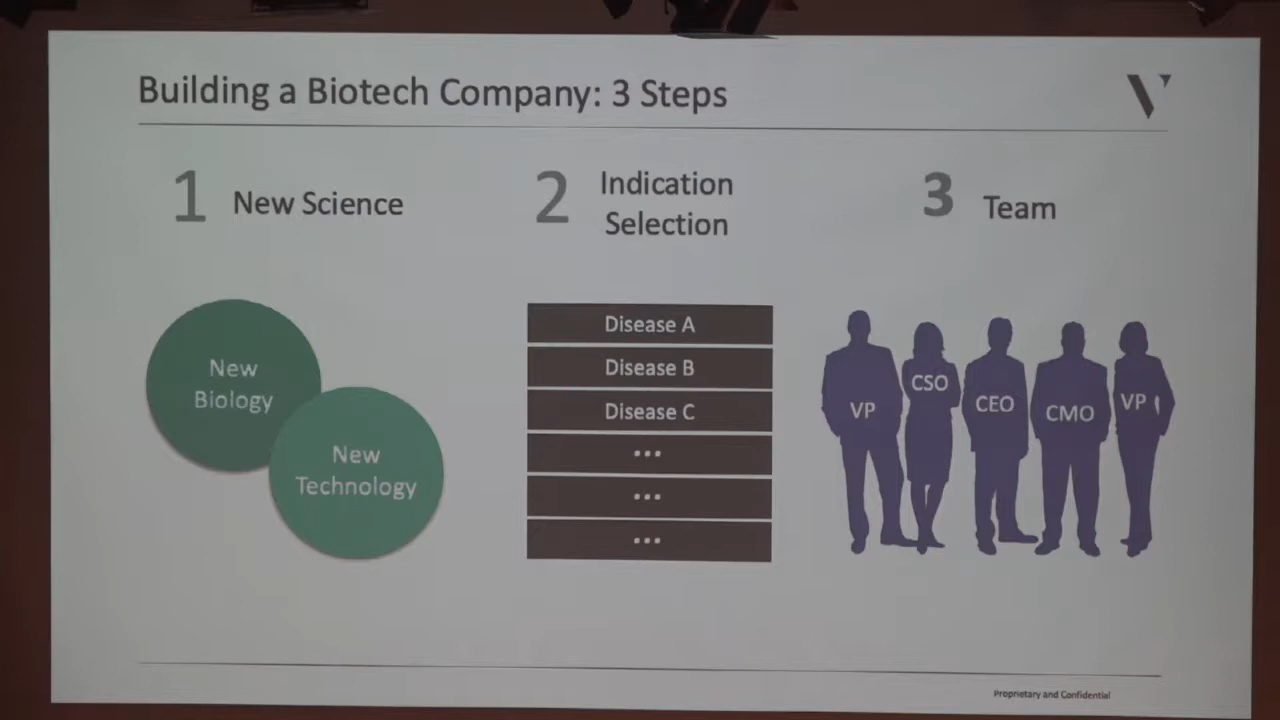 Building a Biotech Company: 3 Steps
1 New Science
2 Indication
Selection
3 Team
New
Biology
New
Technology
Disease A
Disease B
Disease C
...
...
...
VP
CSO
CEO
CMO
VP
Proprietary and Confidential